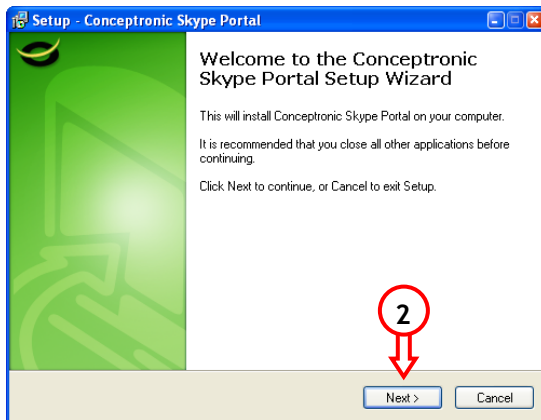 Setup - Conceptronic Skype Portal
Welcome to the Conceptronic
Skype Portal Setup Wizard
This will install Conceptronic Skype Portal on your computer.
It is recommended that you close all other applications before
continuing.
Click Next to continue, or Cancel to exit Setup.
2
Next >
Cancel